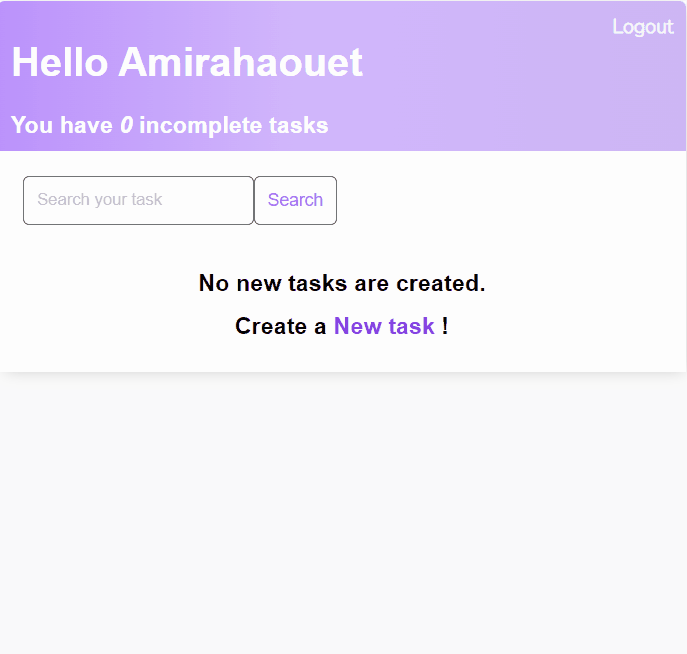 Logout
Hello Amirahaouet
You have 0 incomplete tasks
Search your task
Search
No new tasks are created.
Create a New task !